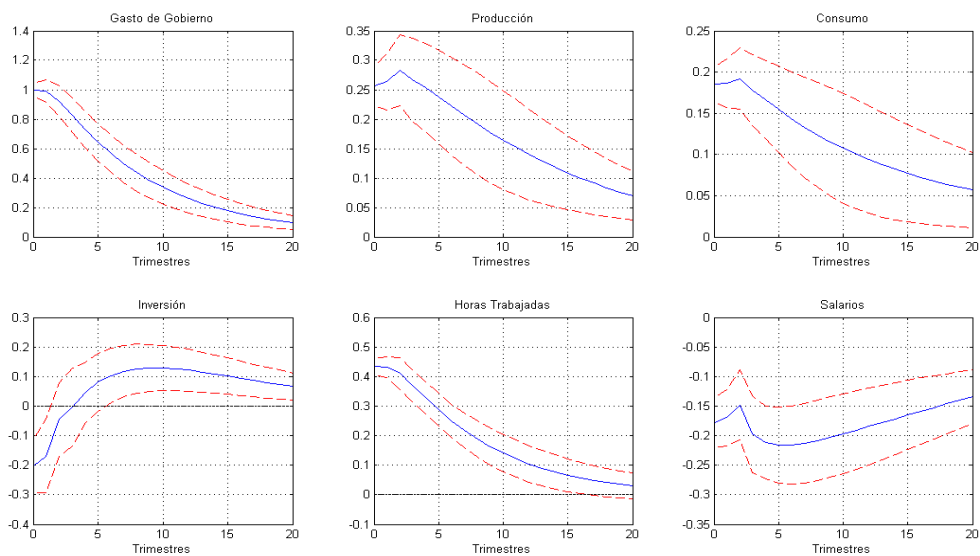 Gasto de Gobierno
1.4
1.2
1
0.8
0.6
0.4
0.2
0
0 5 10 15 20
Trimestres
Producción
0.35
0.3
0.25
0.2
0.15
0.1
0.05
0
0 5 10 15 20
Trimestres
Consumo
0.25
0.2
0.15
0.1
0.05
0
0 5 10 15 20
Trimestres
Inversión
0.3
0.2
0.1
0
-0.1
-0.2
-0.3
-0.4
0 5 10 15 20
Trimestres
Horas Trabajadas
0.6
0.5
0.4
0.3
0.2
0.1
0
-0.1
0 5 10 15 20
Trimestres
Salarios
0
-0.05
-0.1
-0.15
-0.2
-0.25
-0.3
-0.35
0 5 10 15 20
Trimestres